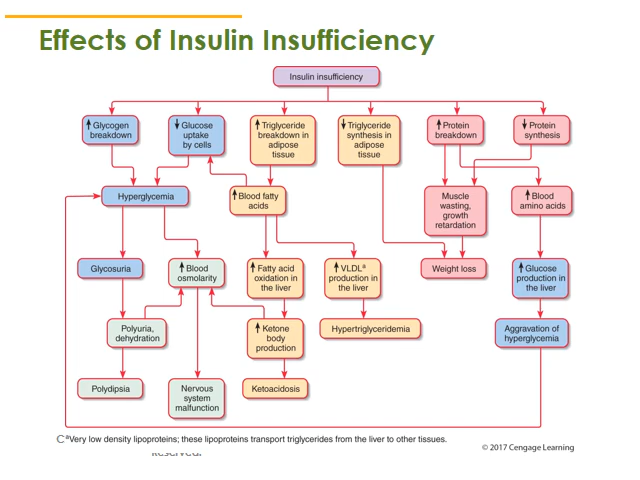 Effects of Insulin Insufficiency
Insulin insufficiency
↑ Glycogen
breakdown
↓ Glucose
uptake
by cells
↑ Triglyceride
breakdown in
adipose
tissue
↓ Triglyceride
synthesis in
adipose
tissue
↑ Protein
breakdown
↓ Protein
synthesis
Hyperglycemia
↑ Blood fatty
acids
Muscle
wasting,
growth
retardation
↑ Blood
amino acids
Glycosuria
↑ Blood
osmolarity
↑ Fatty acid
oxidation in
the liver
↑ VLDLᵃ
production in
the liver
Weight loss
↑ Glucose
production in
the liver
Polyuria,
dehydration
↑ Ketone
body
production
Hypertriglyceridemia
Aggravation of
hyperglycemia
Polydipsia
Nervous
system
malfunction
Ketoacidosis
C ᵃVery low density lipoproteins; these lipoproteins transport triglycerides from the liver to other tissues.
© 2017 Cengage Learning
Reserved.